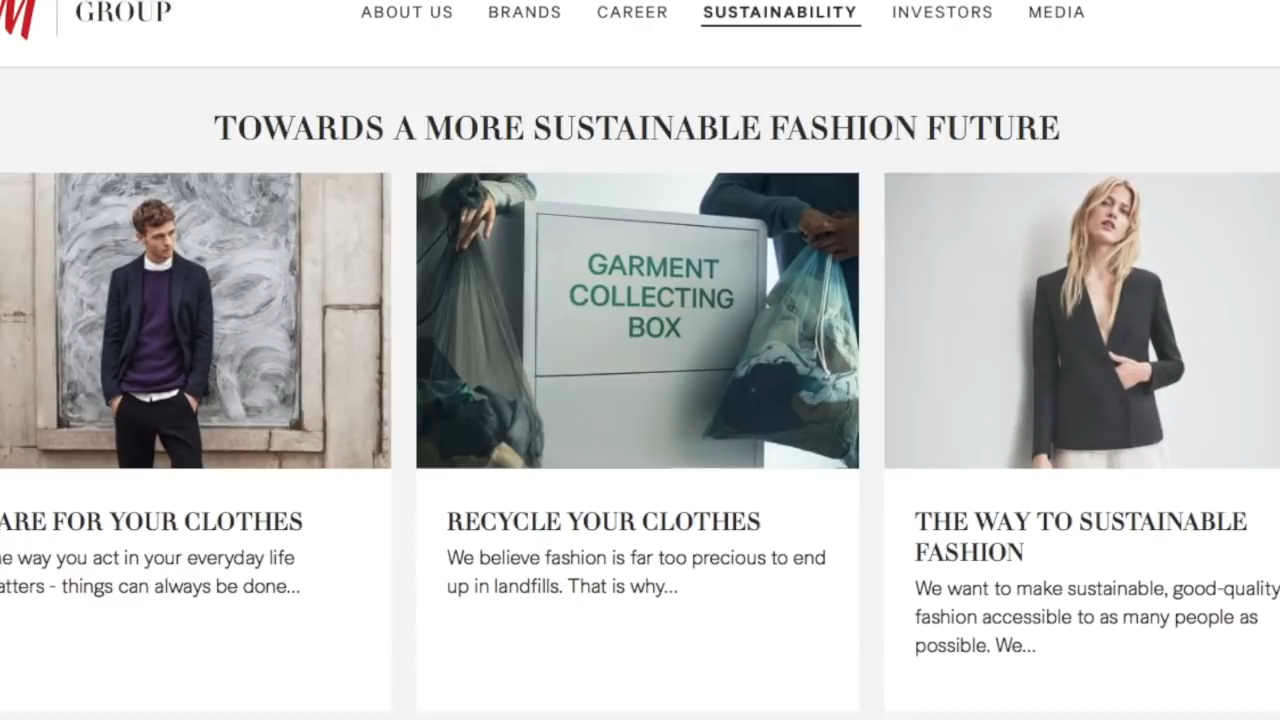 M GROUP
ABOUT US BRANDS CAREER SUSTAINABILITY INVESTORS MEDIA
TOWARDS A MORE SUSTAINABLE FASHION FUTURE
GARMENT
COLLECTING
BOX
ARE FOR YOUR CLOTHES
e way you act in your everyday life
atters - things can always be done...
RECYCLE YOUR CLOTHES
We believe fashion is far too precious to end
up in landfills. That is why...
THE WAY TO SUSTAINABLE
FASHION
We want to make sustainable, good-quality
fashion accessible to as many people as
possible. We...